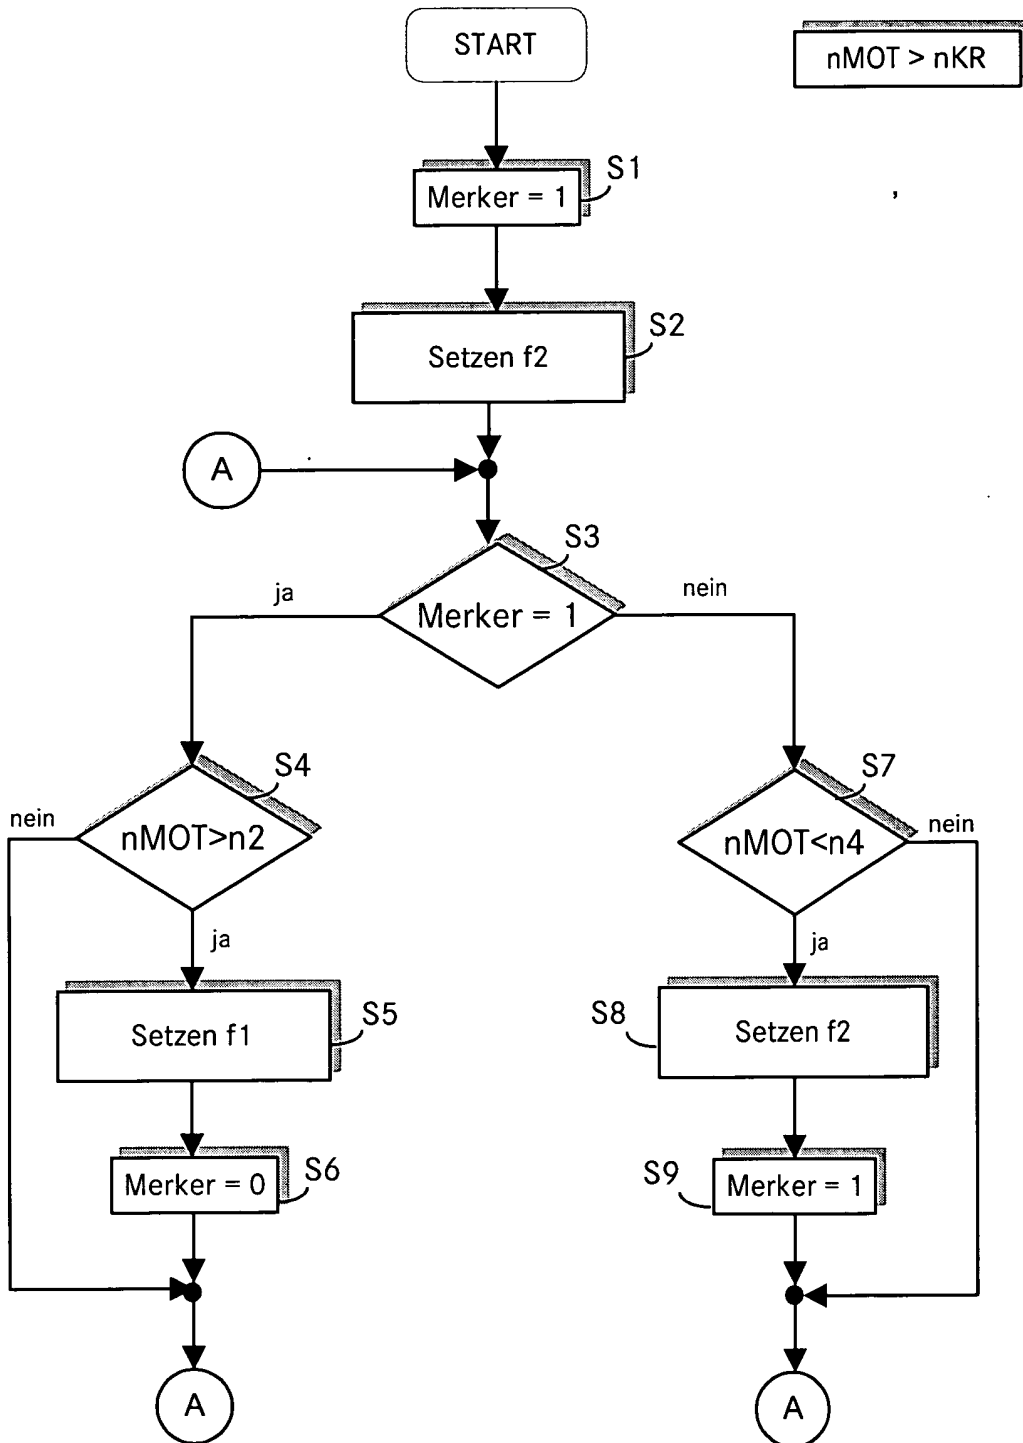 START
nMOT > nKR
S1
Merker = 1
S2
Setzen f2
A
S3
ja
nein
Merker = 1
S4
S7
nein
nein
nMOT>n2
nMOT<n4
ja
ja
S5
S8
Setzen f1
Setzen f2
S6
S9
Merker = 0
Merker = 1
A
A